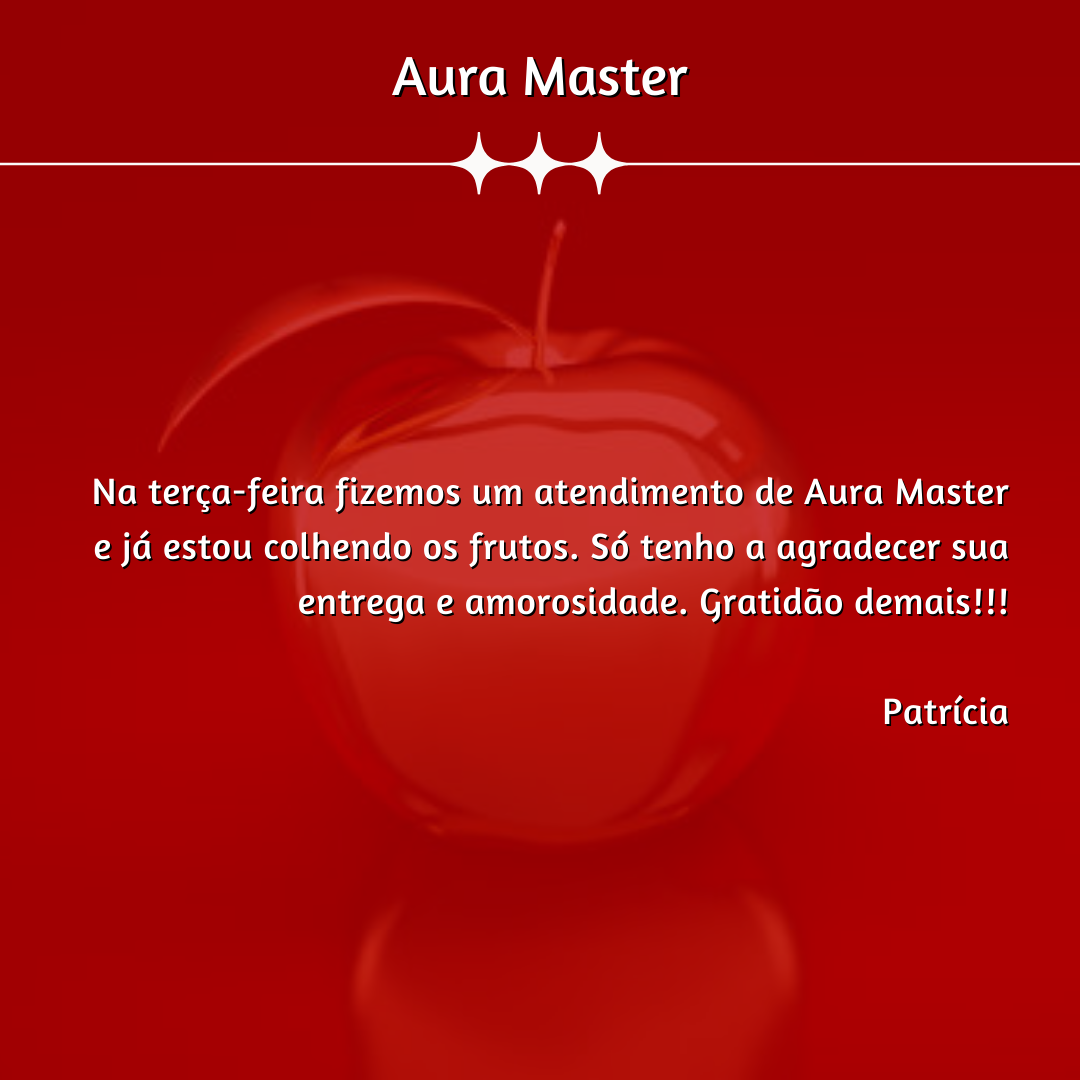 Aura Master
Na terça-feira fizemos um atendimento de Aura Master
e já estou colhendo os frutos. Só tenho a agradecer sua
entrega e amorosidade. Gratidão demais!!!
Patrícia